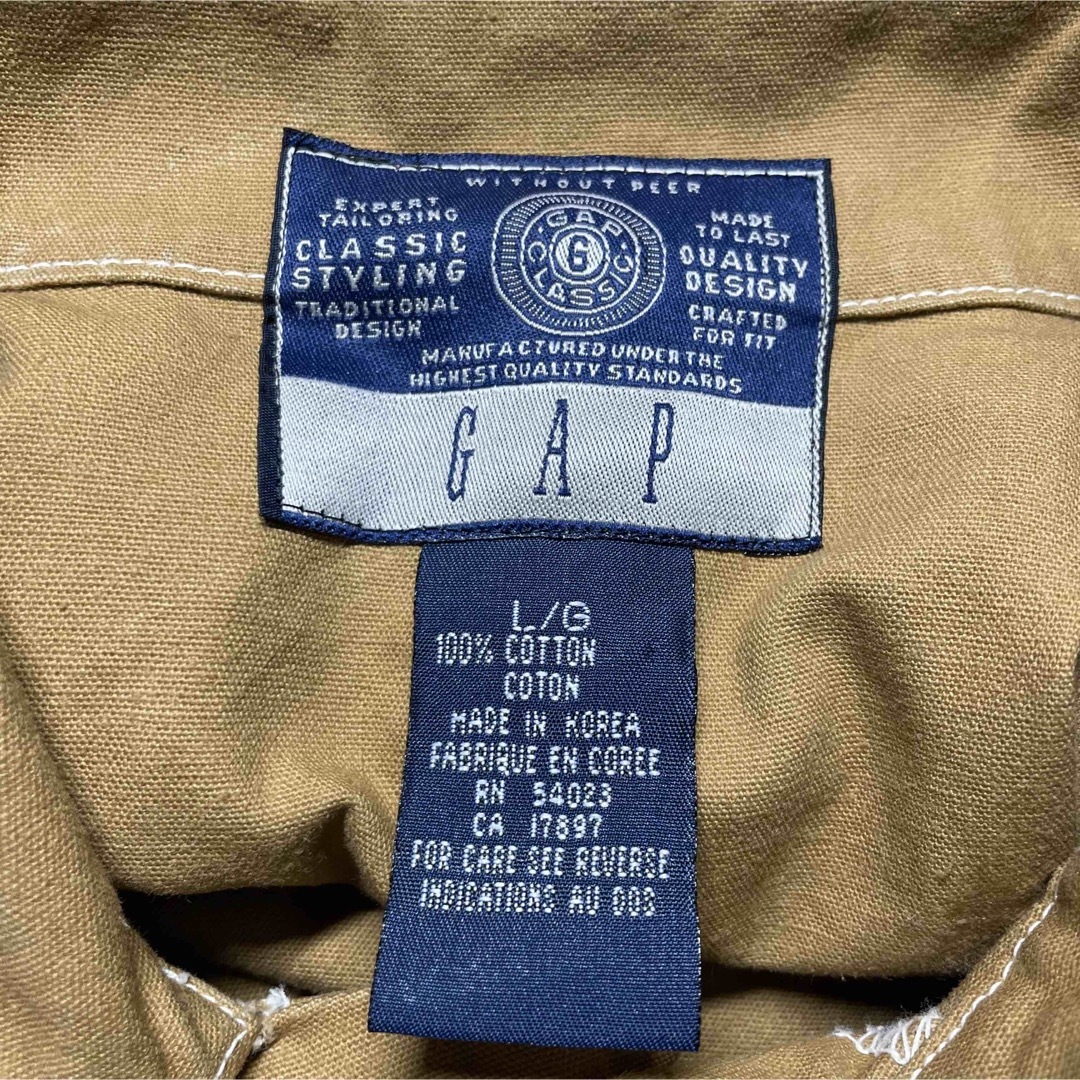 WITHOUT PEER
EXPERT
TAILORING
CLASSIC
STYLING
TRADITIONAL
DESIGN
GAP
G
CLASSIC
MADE
TO LAST
QUALITY
DESIGN
CRAFTED
FOR FIT
MANUFACTURED UNDER THE
HIGHEST QUALITY STANDARDS
GAP
L/G
100% COTTON
COTON
MADE IN KOREA
FABRIQUE EN COREE
RN 54023
CA 17897
FOR CARE SEE REVERSE
INDICATIONS AU DOS